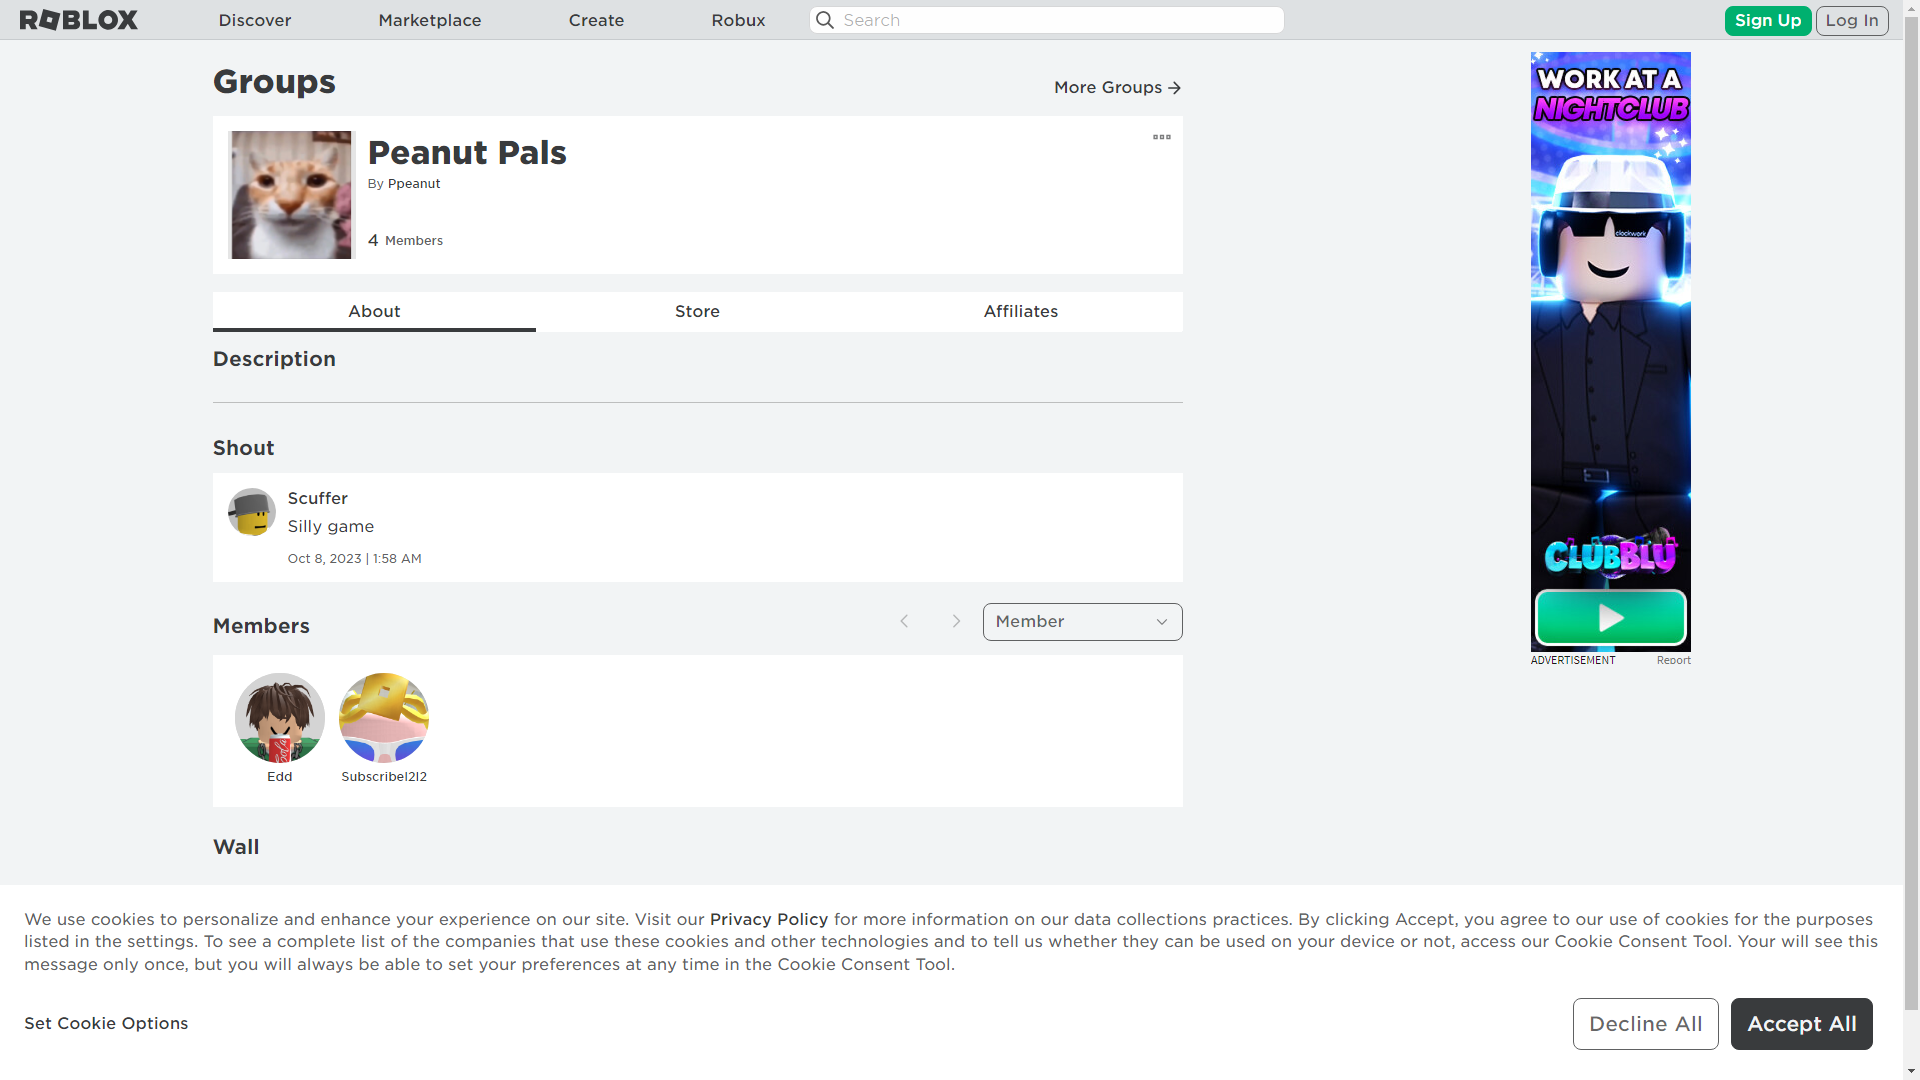 ROBLOX
Discover
Marketplace
Create
Robux
Search
Sign Up
Log In
Groups
More Groups
Peanut Pals
By Ppeanut
4 Members
About
Store
Affiliates
Description
Shout
Scuffer
Silly game
Oct 8, 2023 | 1:58 AM
Members
Member
Edd
Subscribe1212
Wall
WORK AT A
NIGHTCLUB
clockwork
CLUBBLU
ADVERTISEMENT
Report
We use cookies to personalize and enhance your experience on our site. Visit our Privacy Policy for more information on our data collections practices. By clicking Accept, you agree to our use of cookies for the purposes
listed in the settings. To see a complete list of the companies that use these cookies and other technologies and to tell us whether they can be used on your device or not, access our Cookie Consent Tool. Your will see this
message only once, but you will always be able to set your preferences at any time in the Cookie Consent Tool.
Set Cookie Options
Decline All
Accept All